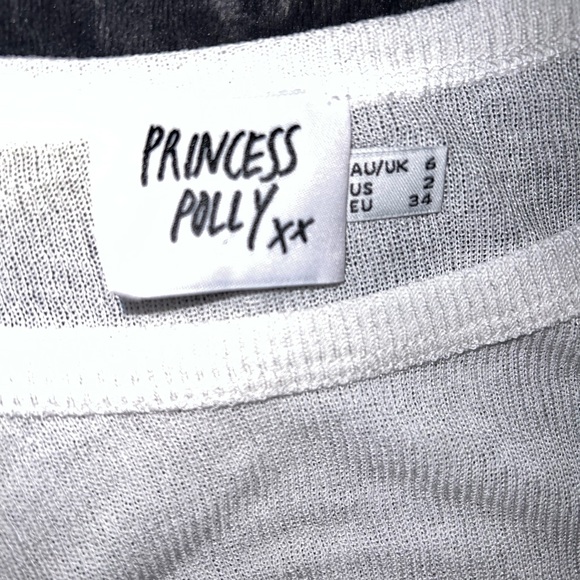 PRINCESS
POLLY xx
AU/UK 6
US 2
EU 34